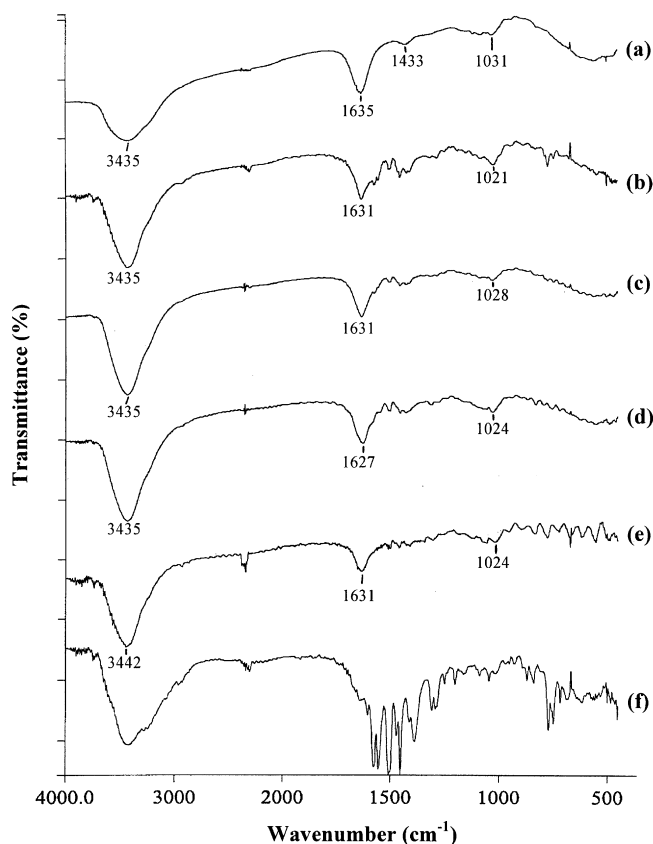 (a)
1433
1031
1635
3435
(b)
1021
1631
3435
(c)
1028
1631
3435
(d)
1024
1627
3435
(e)
1024
1631
3442
(f)
Transmittance (%)
4000.0 3000 2000 1500 1000 500
Wavenumber (cm-1)